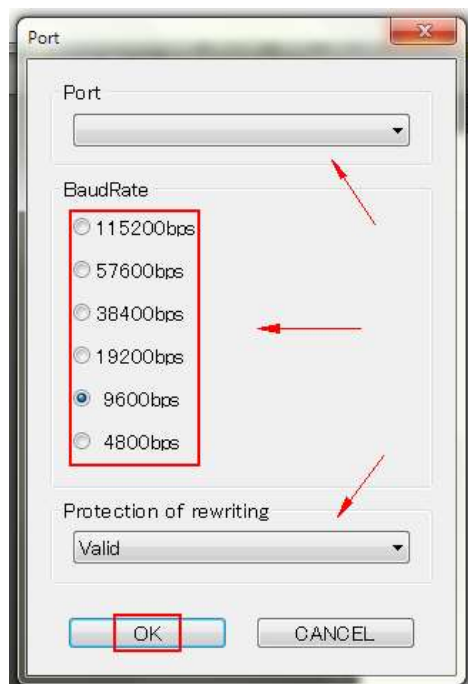 Port
Port
BaudRate
115200bps
57600bps
38400bps
19200bps
9600bps
4800bps
Protection of rewriting
Valid
OK
CANCEL